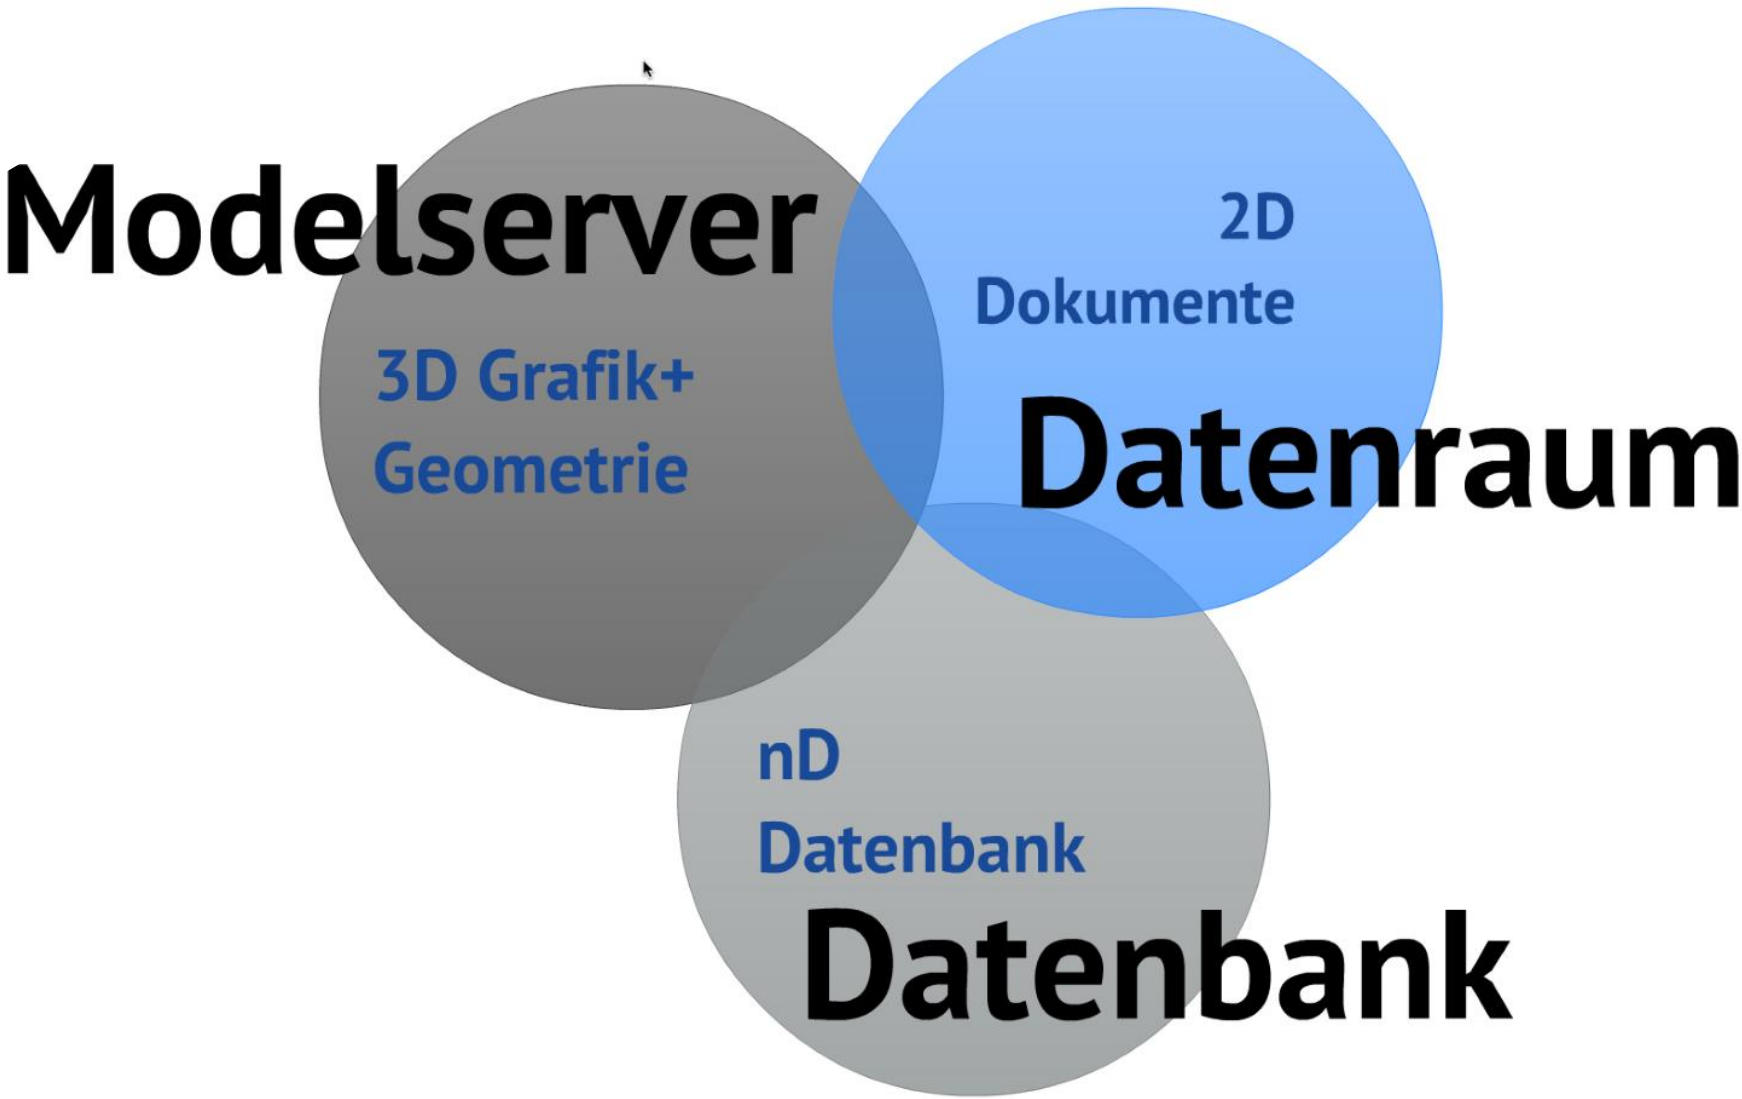 Modelserver
3D Grafik+
Geometrie
2D
Dokumente
Datenraum
nD
Datenbank
Datenbank